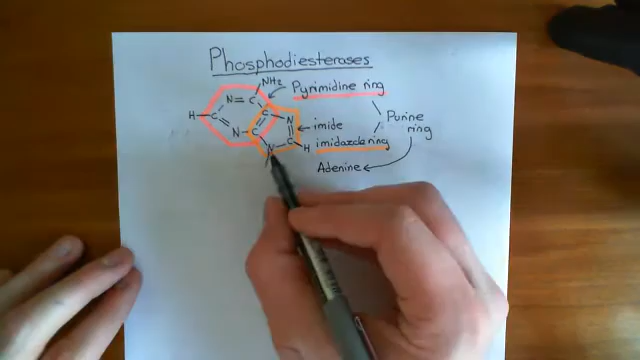 Phosphodiesterases
NH₂
Pyrimidine ring
N = C
C
H - C
N
Purine
ring
N - C
imide
N
C
H
imidazole ring
Adenine